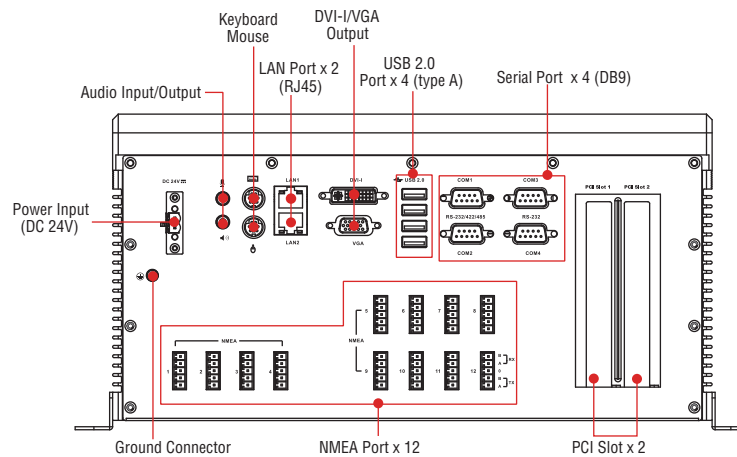 Keyboard
Mouse
DVI-I/VGA
Output
LAN Port x 2
(RJ45)
USB 2.0
Port x 4 (type A)
Serial Port x 4 (DB9)
Audio Input/Output
Power Input
(DC 24V)
DC 24V
LAN1
LAN2
DVI-I
VGA
USB 2.0
COM1
COM3
RS-232/422/485
RS-232
COM2
COM4
PCI Slot 1
PCI Slot 2
5
6
7
8
NMEA
NMEA
1
2
3
4
9
10
11
12
B
A
RX
0
B
A
TX
Ground Connector
NMEA Port x 12
PCI Slot x 2